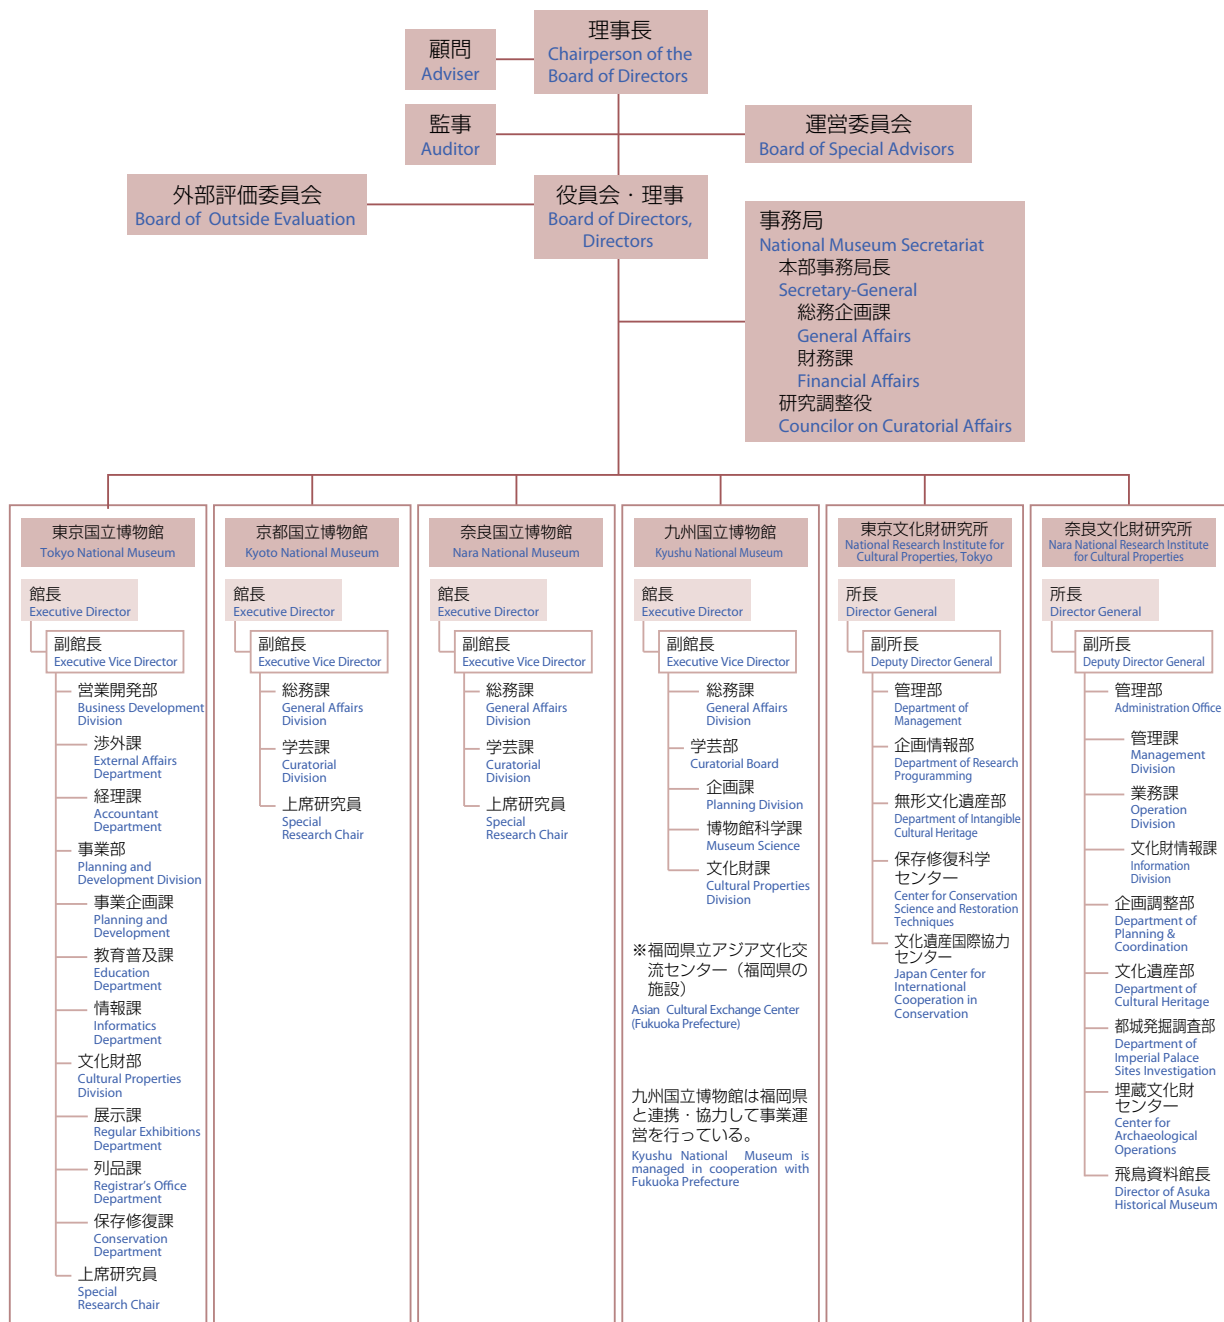 理事長
Chairperson of the
Board of Directors
顧問
Adviser
監事
Auditor
運営委員会
Board of Special Advisors
外部評価委員会
Board of Outside Evaluation
役員会・理事
Board of Directors,
Directors
事務局
National Museum Secretariat
本部事務局長
Secretary-General
総務企画課
General Affairs
財務課
Financial Affairs
研究調整役
Councilor on Curatorial Affairs
東京国立博物館
Tokyo National Museum
館長
Executive Director
副館長
Executive Vice Director
営業開発部
Business Development
Division
渉外課
External Affairs
Department
経理課
Accountant
Department
事業部
Planning and
Development Division
事業企画課
Planning and
Development
教育普及課
Education
Department
情報課
Informatics
Department
文化財部
Cultural Properties
Division
展示課
Regular Exhibitions
Department
列品課
Registrar's Office
Department
保存修復課
Conservation
Department
上席研究員
Special
Research Chair
京都国立博物館
Kyoto National Museum
館長
Executive Director
副館長
Executive Vice Director
総務課
General Affairs
Division
学芸課
Curatorial
Division
上席研究員
Special
Research Chair
奈良国立博物館
Nara National Museum
館長
Executive Director
副館長
Executive Vice Director
総務課
General Affairs
Division
学芸課
Curatorial
Division
上席研究員
Special
Research Chair
九州国立博物館
Kyushu National Museum
館長
Executive Director
副館長
Executive Vice Director
総務課
General Affairs
Division
学芸部
Curatorial Board
企画課
Planning Division
博物館科学課
Museum Science
文化財課
Cultural Properties
Division
※福岡県立アジア文化交
流センター（福岡県の
施設）
Asian Cultural Exchange Center
(Fukuoka Prefecture)
九州国立博物館は福岡県
と連携・協力して事業運
営を行っている。
Kyushu National Museum is
managed in cooperation with
Fukuoka Prefecture
東京文化財研究所
National Research Institute for
Cultural Properties, Tokyo
所長
Director General
副所長
Deputy Director General
管理部
Department of
Management
企画情報部
Department of Research
Programming
無形文化遺産部
Department of Intangible
Cultural Heritage
保存修復科学
センター
Center for Conservation
Science and Restoration
Techniques
文化遺産国際協力
センター
Japan Center for
International
Cooperation in
Conservation
奈良文化財研究所
Nara National Research Institute
for Cultural Properties
所長
Director General
副所長
Deputy Director General
管理部
Administration Office
管理課
Management
Division
業務課
Operation
Division
文化財情報課
Information
Division
企画調整部
Department of
Planning &
Coordination
文化遺産部
Department of
Cultural Heritage
都城発掘調査部
Department of
Imperial Palace
Sites Investigation
埋蔵文化財
センター
Center for
Archaeological
Operations
飛鳥資料館長
Director of Asuka
Historical Museum